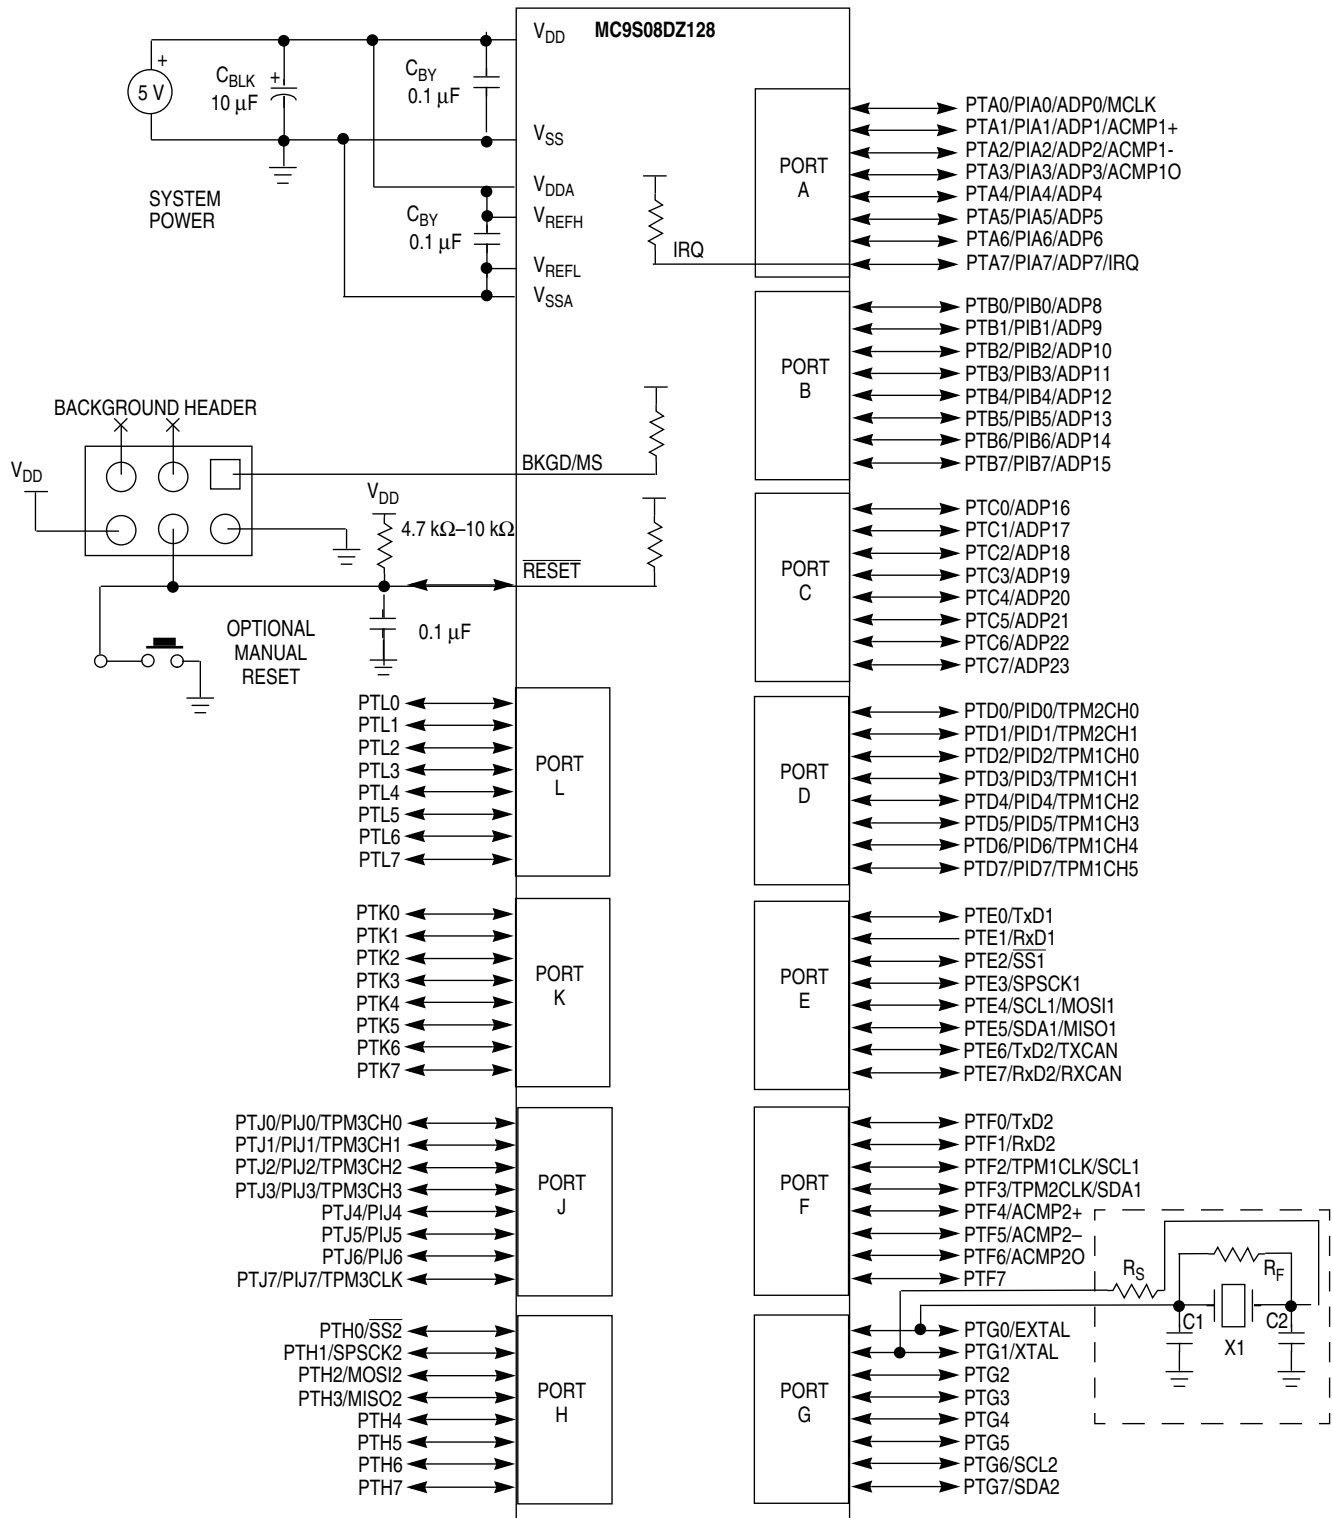 MC9S08DZ128
VDD
+
5 V
CBLK
10 μF
+
CBY
0.1 μF
VSS
SYSTEM
POWER
VDDA
CBY
0.1 μF
VREFH
VREFL
VSSA
IRQ
PORT
A
PTA0/PIA0/ADP0/MCLK
PTA1/PIA1/ADP1/ACMP1+
PTA2/PIA2/ADP2/ACMP1-
PTA3/PIA3/ADP3/ACMP1O
PTA4/PIA4/ADP4
PTA5/PIA5/ADP5
PTA6/PIA6/ADP6
PTA7/PIA7/ADP7/IRQ
PORT
B
PTB0/PIB0/ADP8
PTB1/PIB1/ADP9
PTB2/PIB2/ADP10
PTB3/PIB3/ADP11
PTB4/PIB4/ADP12
PTB5/PIB5/ADP13
PTB6/PIB6/ADP14
PTB7/PIB7/ADP15
BACKGROUND HEADER
VDD
BKGD/MS
VDD
4.7 kΩ–10 kΩ
RESET
0.1 μF
OPTIONAL
MANUAL
RESET
PORT
C
PTC0/ADP16
PTC1/ADP17
PTC2/ADP18
PTC3/ADP19
PTC4/ADP20
PTC5/ADP21
PTC6/ADP22
PTC7/ADP23
PTL0
PTL1
PTL2
PTL3
PTL4
PTL5
PTL6
PTL7
PORT
L
PORT
D
PTD0/PID0/TPM2CH0
PTD1/PID1/TPM2CH1
PTD2/PID2/TPM1CH0
PTD3/PID3/TPM1CH1
PTD4/PID4/TPM1CH2
PTD5/PID5/TPM1CH3
PTD6/PID6/TPM1CH4
PTD7/PID7/TPM1CH5
PTK0
PTK1
PTK2
PTK3
PTK4
PTK5
PTK6
PTK7
PORT
K
PORT
E
PTE0/TxD1
PTE1/RxD1
PTE2/SS1
PTE3/SPSCK1
PTE4/SCL1/MOSI1
PTE5/SDA1/MISO1
PTE6/TxD2/TXCAN
PTE7/RxD2/RXCAN
PTJ0/PIJ0/TPM3CH0
PTJ1/PIJ1/TPM3CH1
PTJ2/PIJ2/TPM3CH2
PTJ3/PIJ3/TPM3CH3
PTJ4/PIJ4
PTJ5/PIJ5
PTJ6/PIJ6
PTJ7/PIJ7/TPM3CLK
PORT
J
PORT
F
PTF0/TxD2
PTF1/RxD2
PTF2/TPM1CLK/SCL1
PTF3/TPM2CLK/SDA1
PTF4/ACMP2+
PTF5/ACMP2–
PTF6/ACMP2O
PTF7
RS
RF
C1
C2
X1
PTH0/SS2
PTH1/SPSCK2
PTH2/MOSI2
PTH3/MISO2
PTH4
PTH5
PTH6
PTH7
PORT
H
PORT
G
PTG0/EXTAL
PTG1/XTAL
PTG2
PTG3
PTG4
PTG5
PTG6/SCL2
PTG7/SDA2